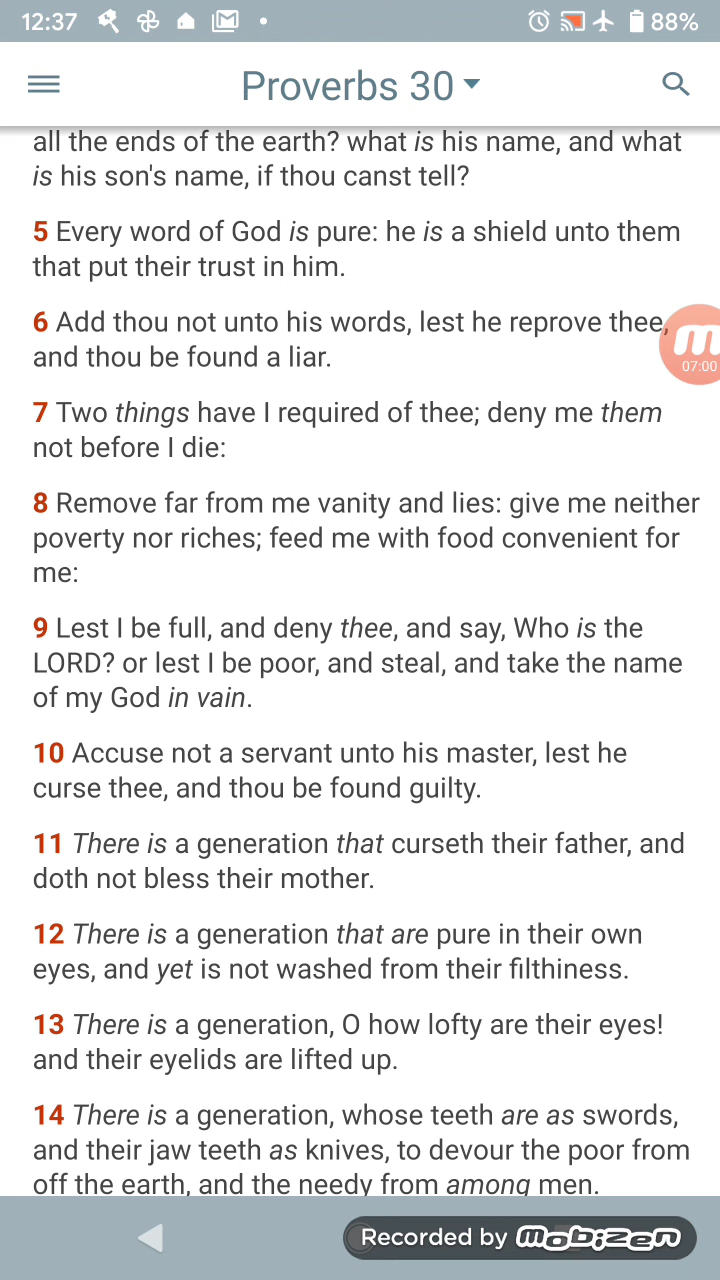 12:37
88%
Proverbs 30
all the ends of the earth? what is his name, and what
is his son's name, if thou canst tell?
5 Every word of God is pure: he is a shield unto them
that put their trust in him.
6 Add thou not unto his words, lest he reprove thee,
and thou be found a liar.
m
07:00
7 Two things have I required of thee; deny me them
not before I die:
8 Remove far from me vanity and lies: give me neither
poverty nor riches; feed me with food convenient for
me:
9 Lest I be full, and deny thee, and say, Who is the
LORD? or lest I be poor, and steal, and take the name
of my God in vain.
10 Accuse not a servant unto his master, lest he
curse thee, and thou be found guilty.
11 There is a generation that curseth their father, and
doth not bless their mother.
12 There is a generation that are pure in their own
eyes, and yet is not washed from their filthiness.
13 There is a generation, O how lofty are their eyes!
and their eyelids are lifted up.
14 There is a generation, whose teeth are as swords,
and their jaw teeth as knives, to devour the poor from
off the earth, and the needy from among men.
Recorded by mobizen